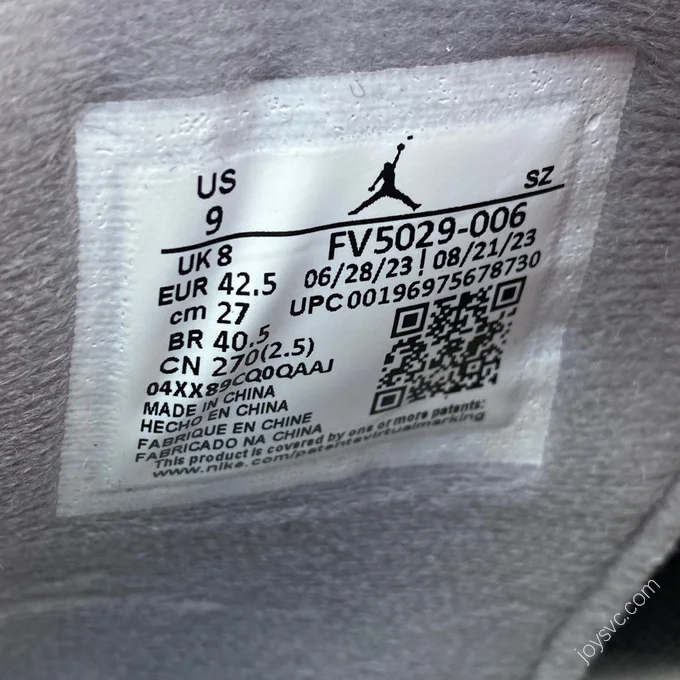 US
9
SZ
UK 8
EUR 42.5
cm 27
BR 40.5
CN 270(2.5)
FV5029-006
06/28/23 | 08/21/23
UPC 00196975678730
04XX89CQ0QAAJ
MADE IN CHINA
HECHO EN CHINA
FABRIQUE EN CHINE
FABRICADO NA CHINA
This product is covered by one or more patents:
www.nike.com/patentsvirtualmarking
joysvc.com